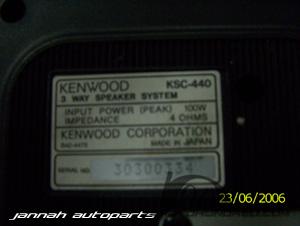 KENWOOD KSC-440
3 WAY SPEAKER SYSTEM
INPUT POWER (PEAK) 100W
IMPEDANCE 4 OHMS
KENWOOD CORPORATION
MADE IN JAPAN
SERIAL NO. 30300334
23/06/2006
jannah autoparts